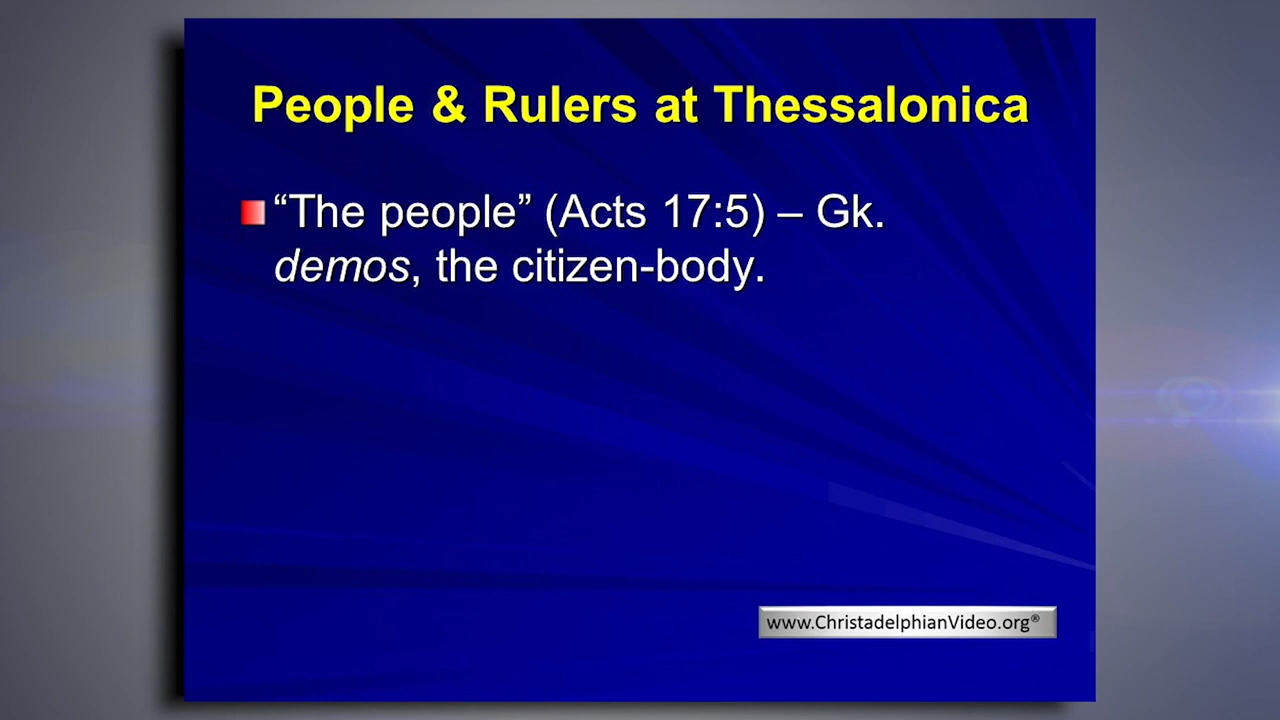 People & Rulers at Thessalonica
“The people” (Acts 17:5) – Gk.
demos, the citizen-body.
www.ChristadelphianVideo.org®